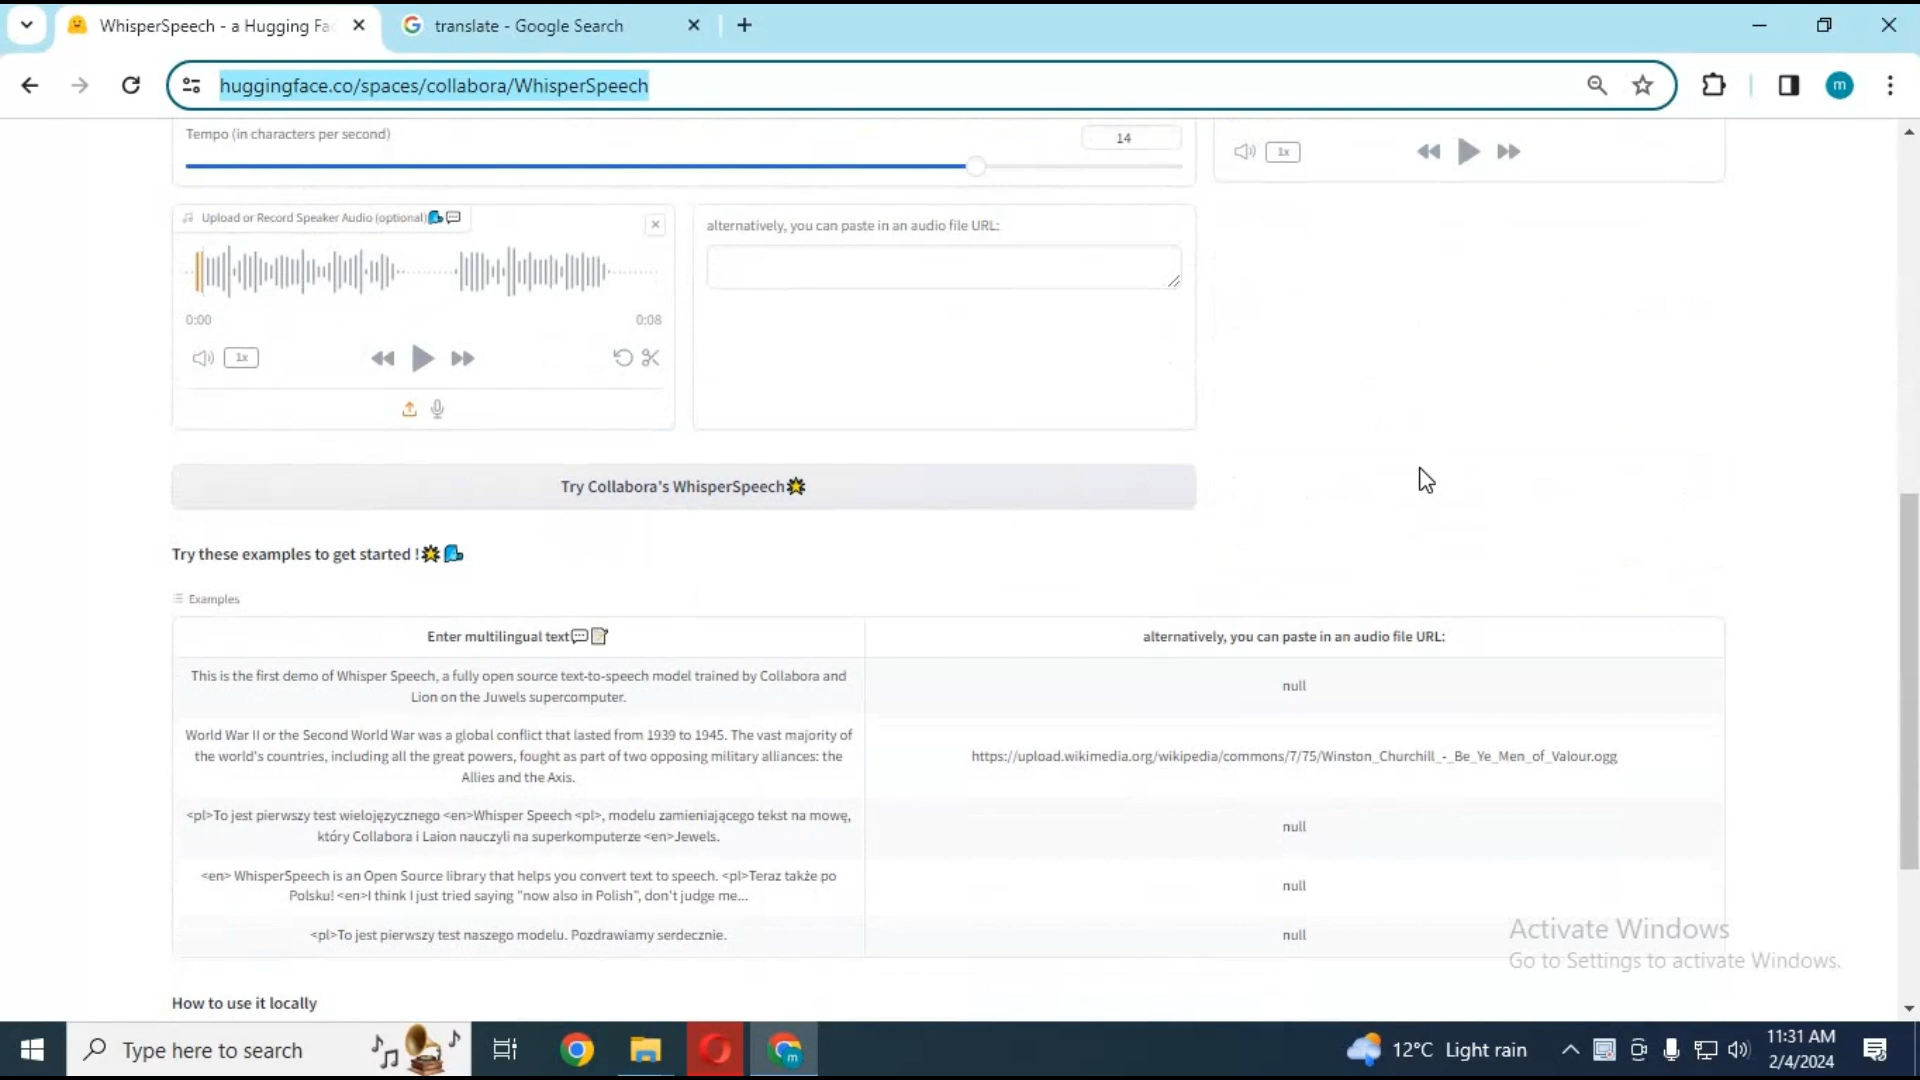 WhisperSpeech - a Hugging Fa
translate - Google Search
huggingface.co/spaces/collabora/WhisperSpeech
m
Tempo (in characters per second)
14
1x
Upload or Record Speaker Audio (optional)
alternatively, you can paste in an audio file URL:
0:00
0:08
1x
Try Collabora's WhisperSpeech
Try these examples to get started !
Examples
Enter multilingual text
alternatively, you can paste in an audio file URL:
This is the first demo of Whisper Speech, a fully open source text-to-speech model trained by Collabora and
Lion on the Juwels supercomputer.
null
World War II or the Second World War was a global conflict that lasted from 1939 to 1945. The vast majority of
the world's countries, including all the great powers, fought as part of two opposing military alliances: the
Allies and the Axis.
https://upload.wikimedia.org/wikipedia/commons/7/75/Winston_Churchill_-_Be_Ye_Men_of_Valour.ogg
<pl>To jest pierwszy test wielojęzycznego <en>Whisper Speech <pl>, modelu zamieniającego tekst na mowę,
który Collabora i Laion nauczyli na superkomputerze <en>Jewels.
null
<en> WhisperSpeech is an Open Source library that helps you convert text to speech. <pl>Teraz także po
Polsku! <en>I think I just tried saying "now also in Polish", don't judge me...
null
<pl>To jest pierwszy test naszego modelu. Pozdrawiamy serdecznie.
null
Activate Windows
Go to Settings to activate Windows.
How to use it locally
Type here to search
m
12°C Light rain
11:31 AM
2/4/2024